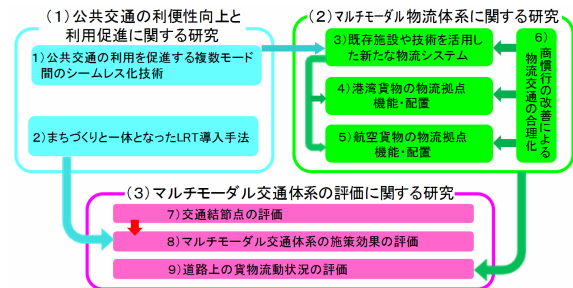 （１）公共交通の利便性向上と
利用促進に関する研究
1）公共交通の利用を促進する複数モード
間のシームレス化技術
2）まちづくりと一体となったLRT導入手法
（２）マルチモーダル物流体系に関する研究
3）既存施設や技術を活用し
た新たな物流システム
4）港湾貨物の物流拠点
機能・配置
5）航空貨物の物流拠点
機能・配置
6）商慣行の改善による
物流交通の合理化
（３）マルチモーダル交通体系の評価に関する研究
7）交通結節点の評価
8）マルチモーダル交通体系の施策効果の評価
9）道路上の貨物流動状況の評価